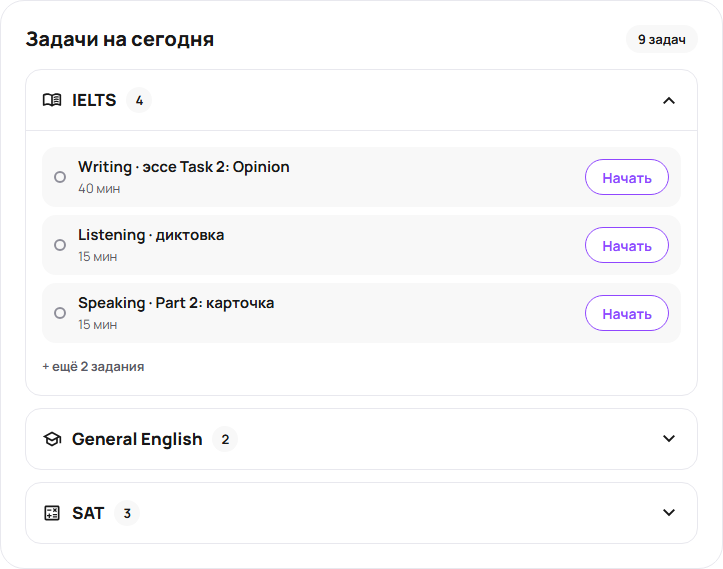 Задачи на сегодня
9 задач
IELTS 4
Writing · эссе Task 2: Opinion
40 мин
Начать
Listening · диктовка
15 мин
Начать
Speaking · Part 2: карточка
15 мин
Начать
+ ещё 2 задания
General English 2
SAT 3